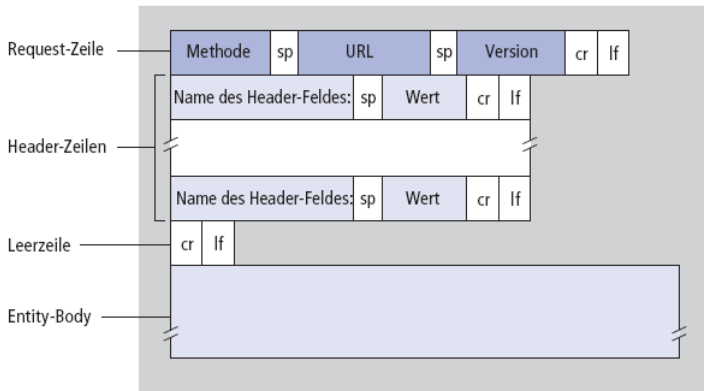 Request-Zeile Methode sp URL sp Version cr lf
Name des Header-Feldes: sp Wert cr lf
Header-Zeilen
Name des Header-Feldes: sp Wert cr lf
Leerzeile cr lf
Entity-Body